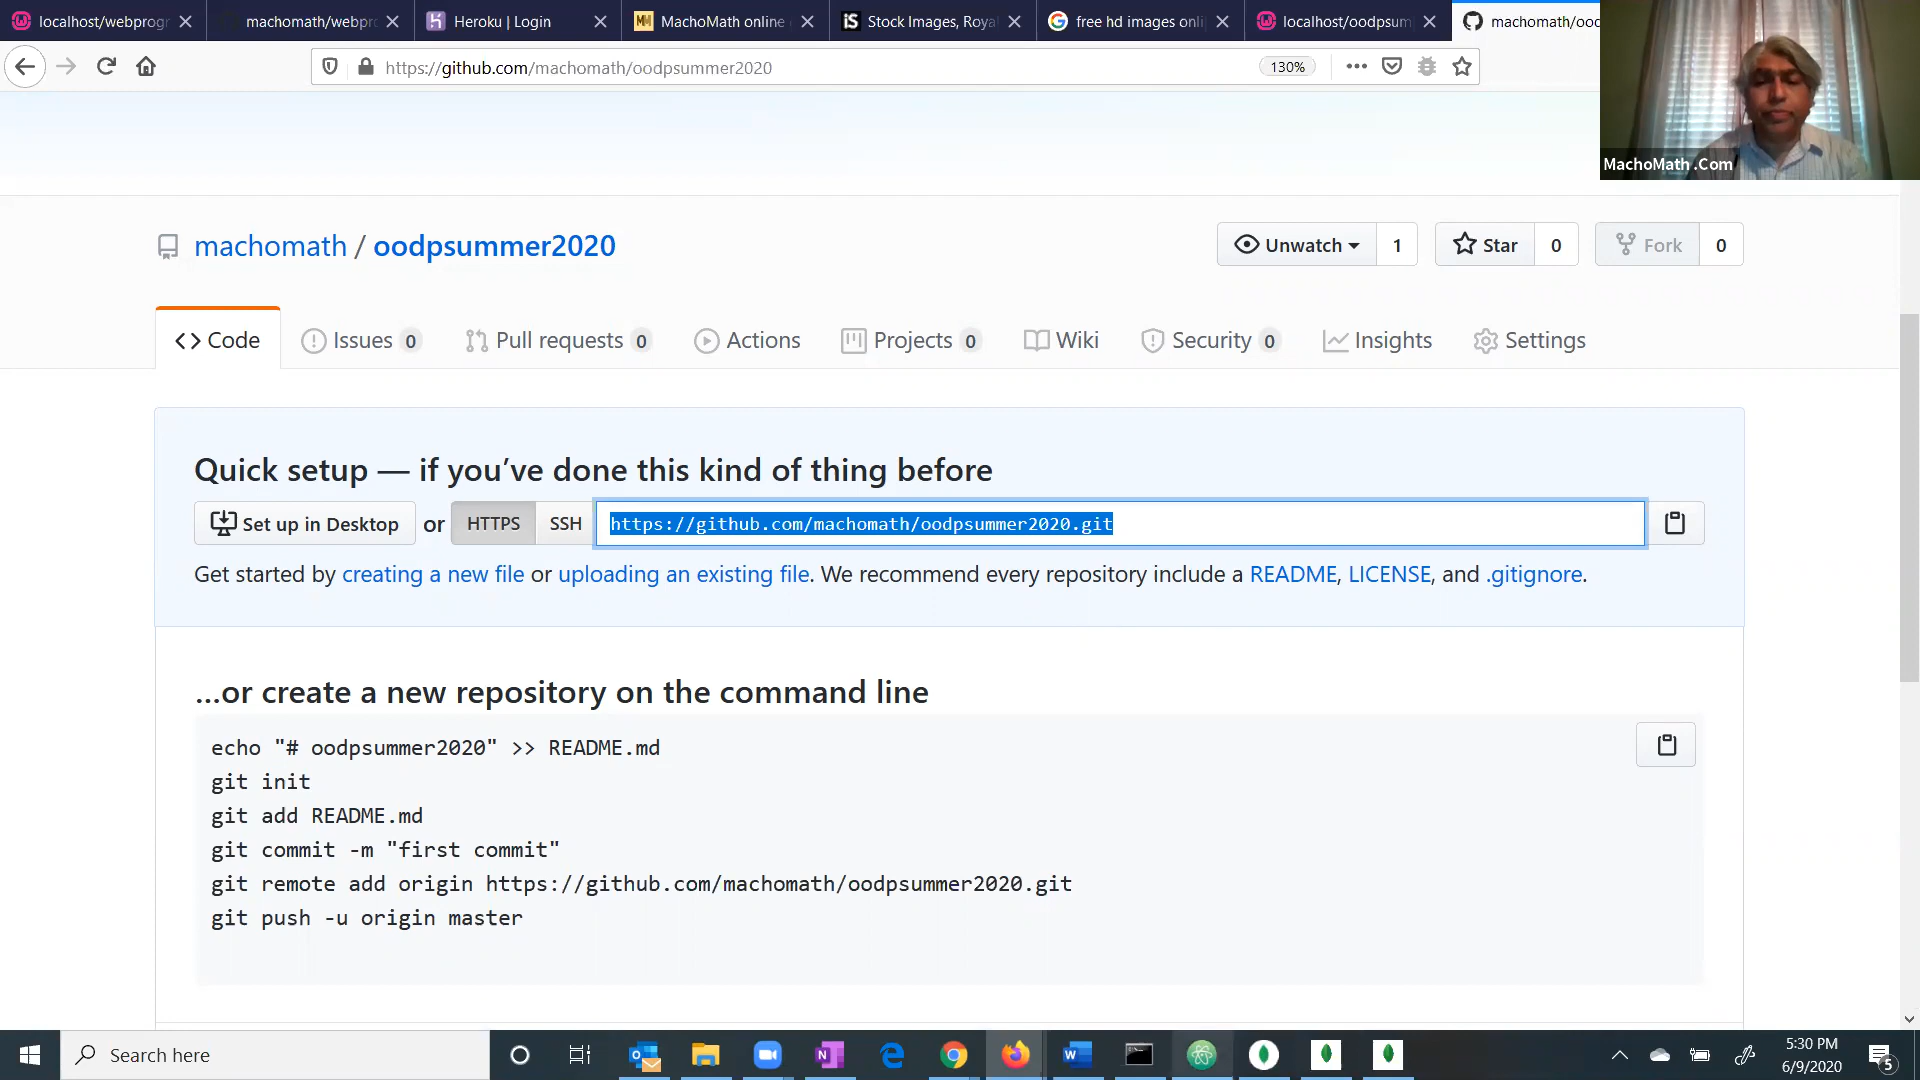 localhost/webprogr
machomath/webpro
Heroku | Login
MachoMath online
Stock Images, Roya
free hd images onli
localhost/oodpsum
machomath/ood
https://github.com/machomath/oodpsummer2020
130%
MachoMath .Com
machomath / oodpsummer2020
Unwatch 1
Star 0
Fork 0
Code
Issues 0
Pull requests 0
Actions
Projects 0
Wiki
Security 0
Insights
Settings
Quick setup — if you’ve done this kind of thing before
Set up in Desktop or HTTPS SSH https://github.com/machomath/oodpsummer2020.git
Get started by creating a new file or uploading an existing file. We recommend every repository include a README, LICENSE, and .gitignore.
…or create a new repository on the command line
echo "# oodpsummer2020" >> README.md
git init
git add README.md
git commit -m "first commit"
git remote add origin https://github.com/machomath/oodpsummer2020.git
git push -u origin master
Search here
5:30 PM
6/9/2020
5